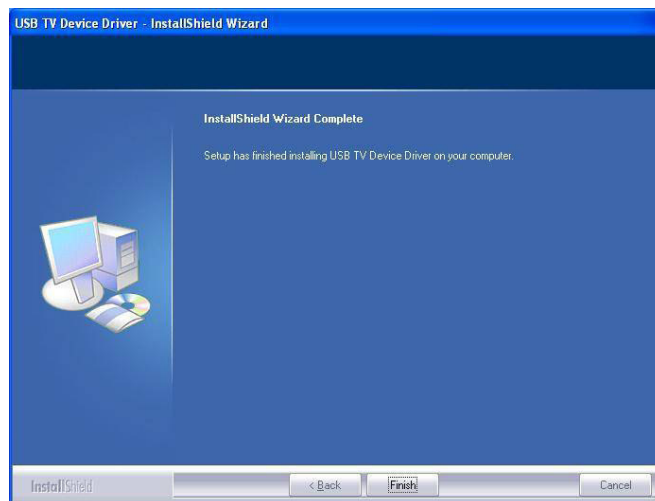 USB TV Device Driver - InstallShield Wizard
InstallShield Wizard Complete
Setup has finished installing USB TV Device Driver on your computer.
InstallShield
< Back
Finish
Cancel